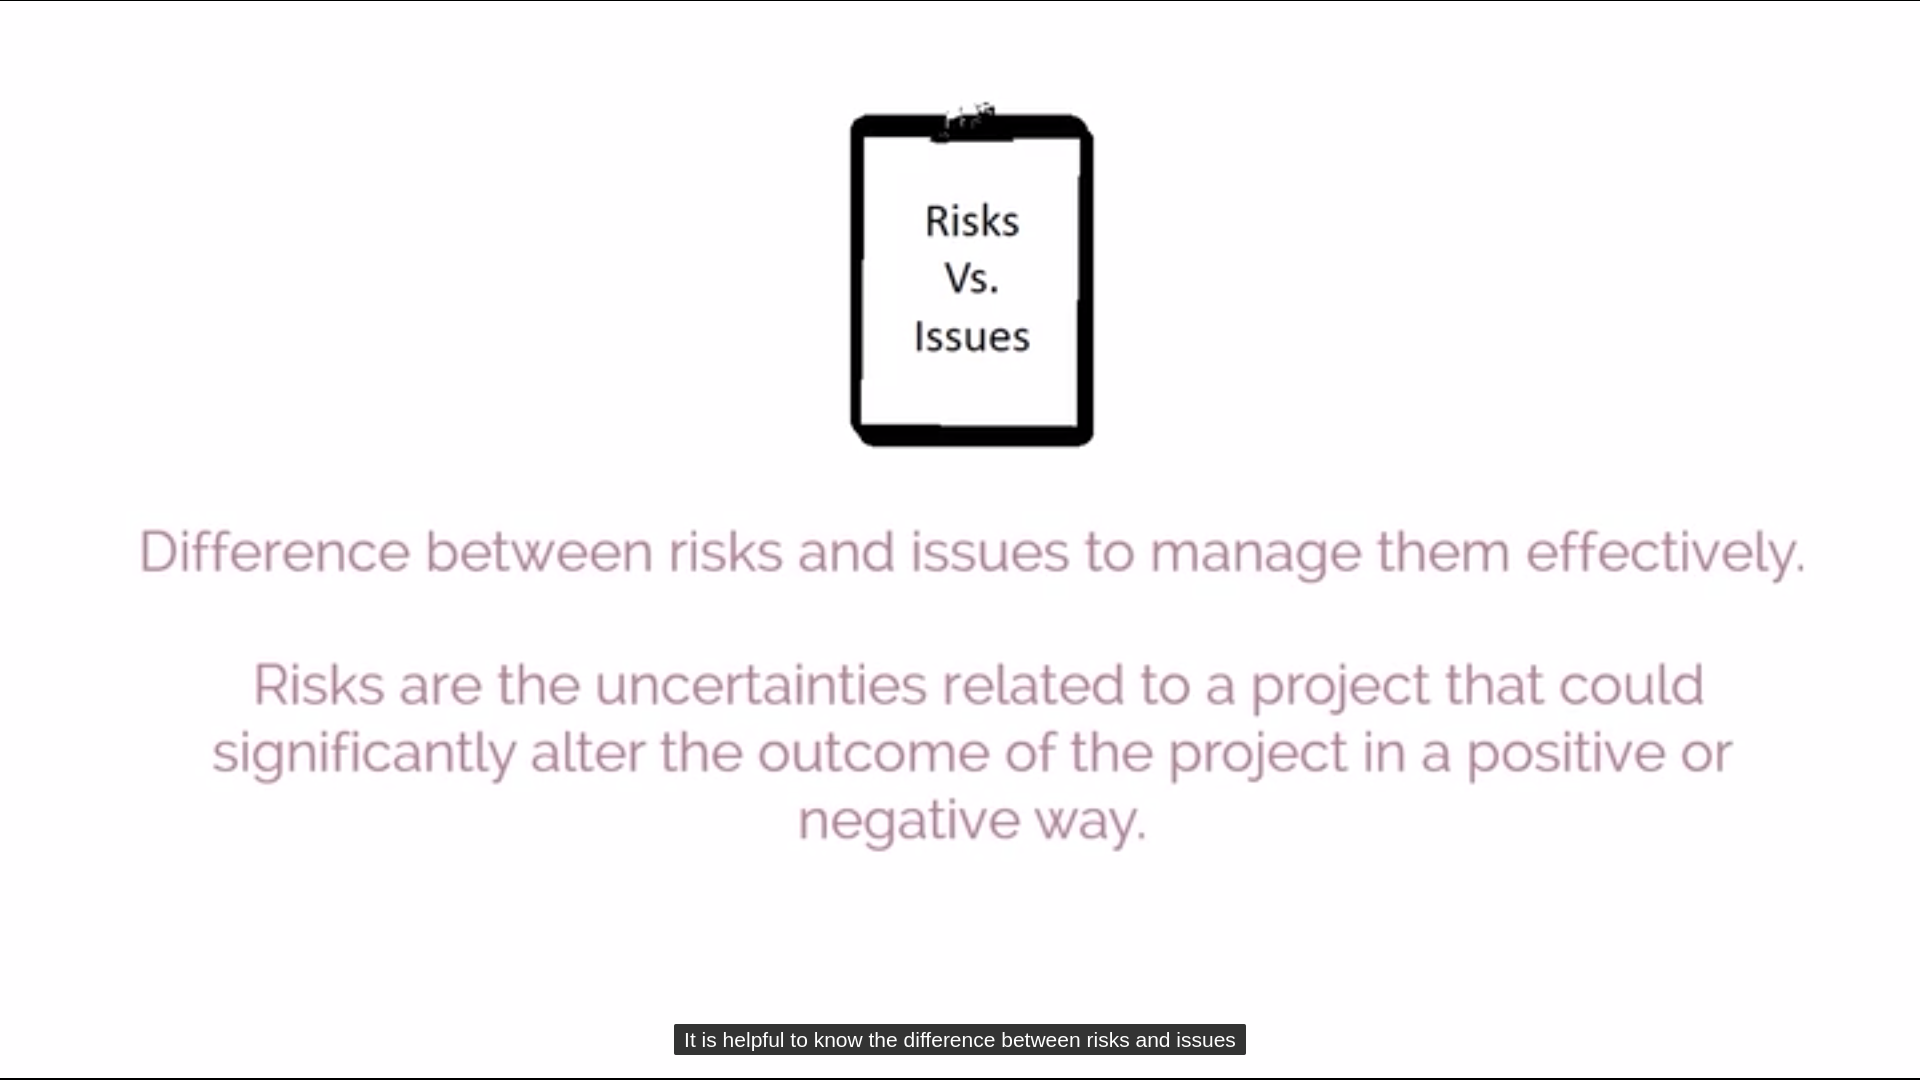 Risks
Vs.
Issues
Difference between risks and issues to manage them effectively.
Risks are the uncertainties related to a project that could
significantly alter the outcome of the project in a positive or
negative way.
It is helpful to know the difference between risks and issues